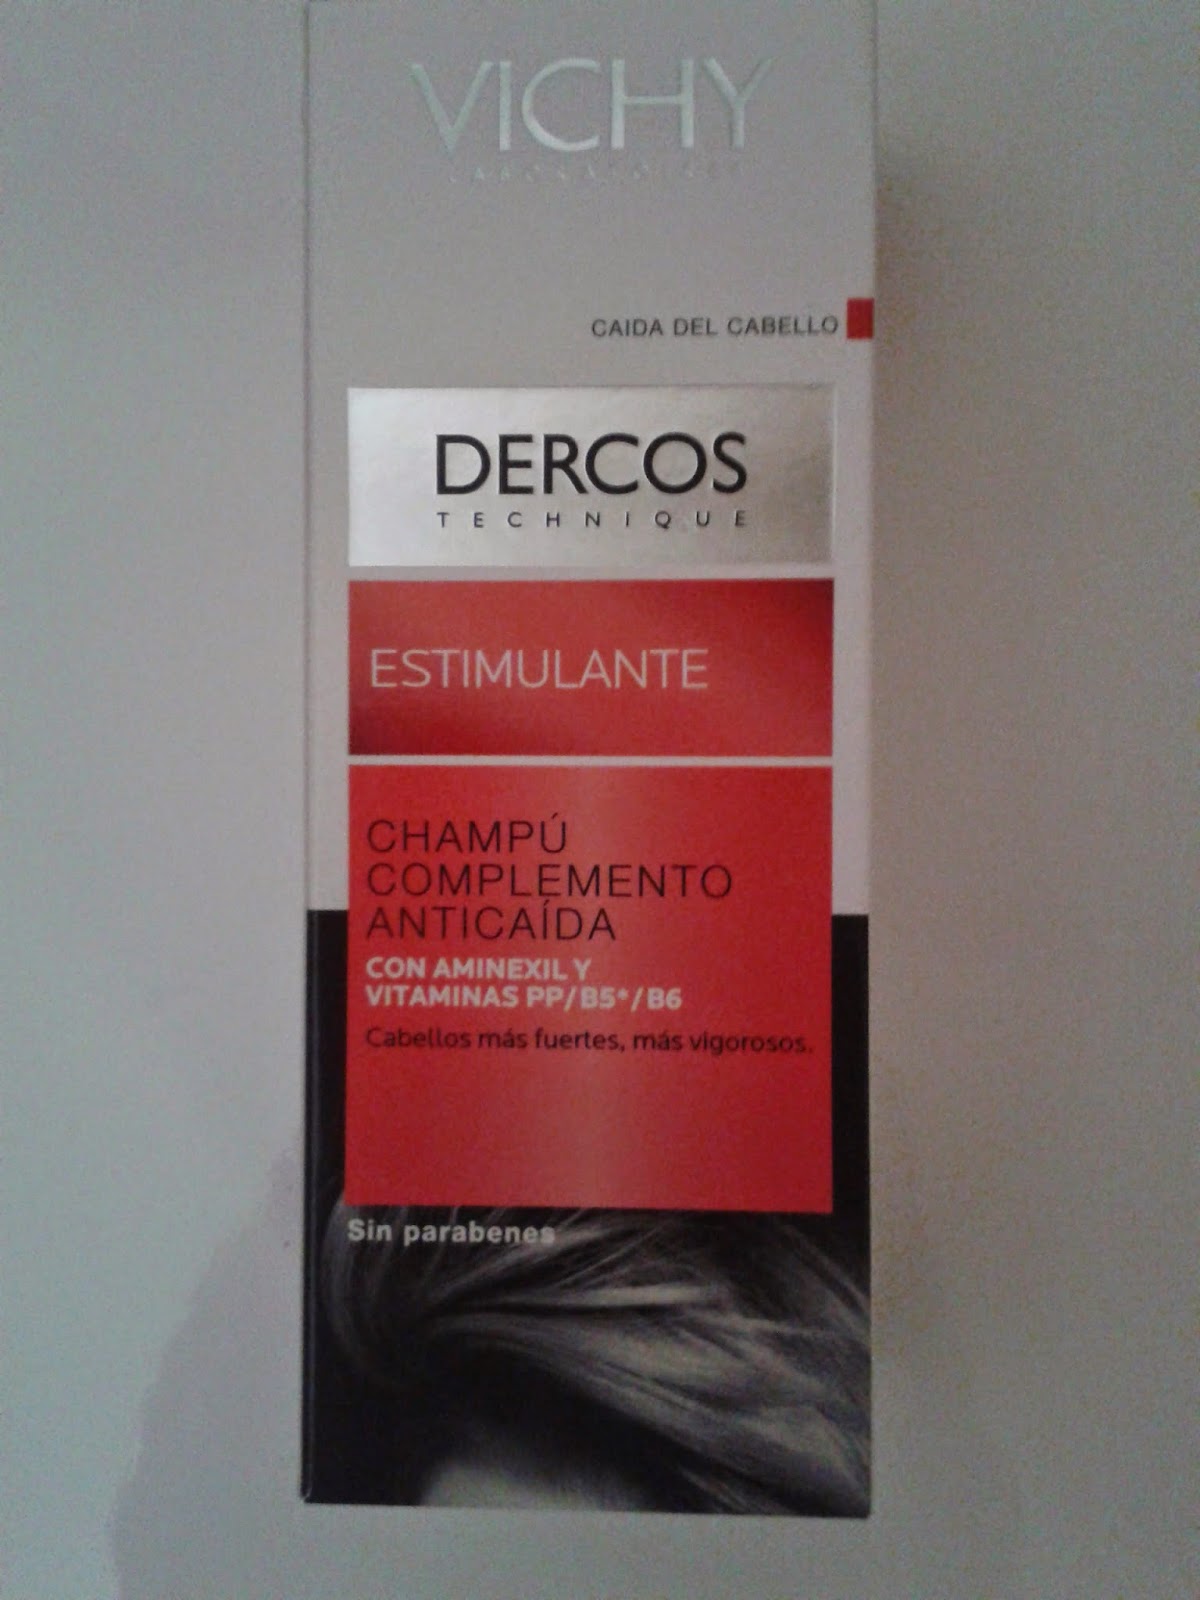 VICHY
LABORATOIRES
CAIDA DEL CABELLO
DERCOS
TECHNIQUE
ESTIMULANTE
CHAMPÚ
COMPLEMENTO
ANTICAÍDA
CON AMINEXIL Y
VITAMINAS PP/B5*/B6
Cabellos más fuertes, más vigorosos.
Sin parabenes